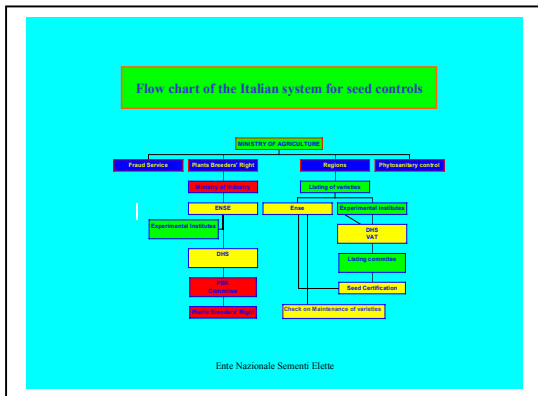 Flow chart of the Italian system for seed controls
MINISTRY OF AGRICULTURE
Fraud Service
Plants Breeders' Right
Regions
Phytosanitary control
Ministry of industry
Listing of varieties
ENSE
Ense
Experimental institutes
Experimental institutes
DHS
VAT
DHS
Listing commitee
PBR
Commitee
Seed Certification
Plants Breeders' Right
Check on Maintenance of varieties
Ente Nazionale Sementi Elette